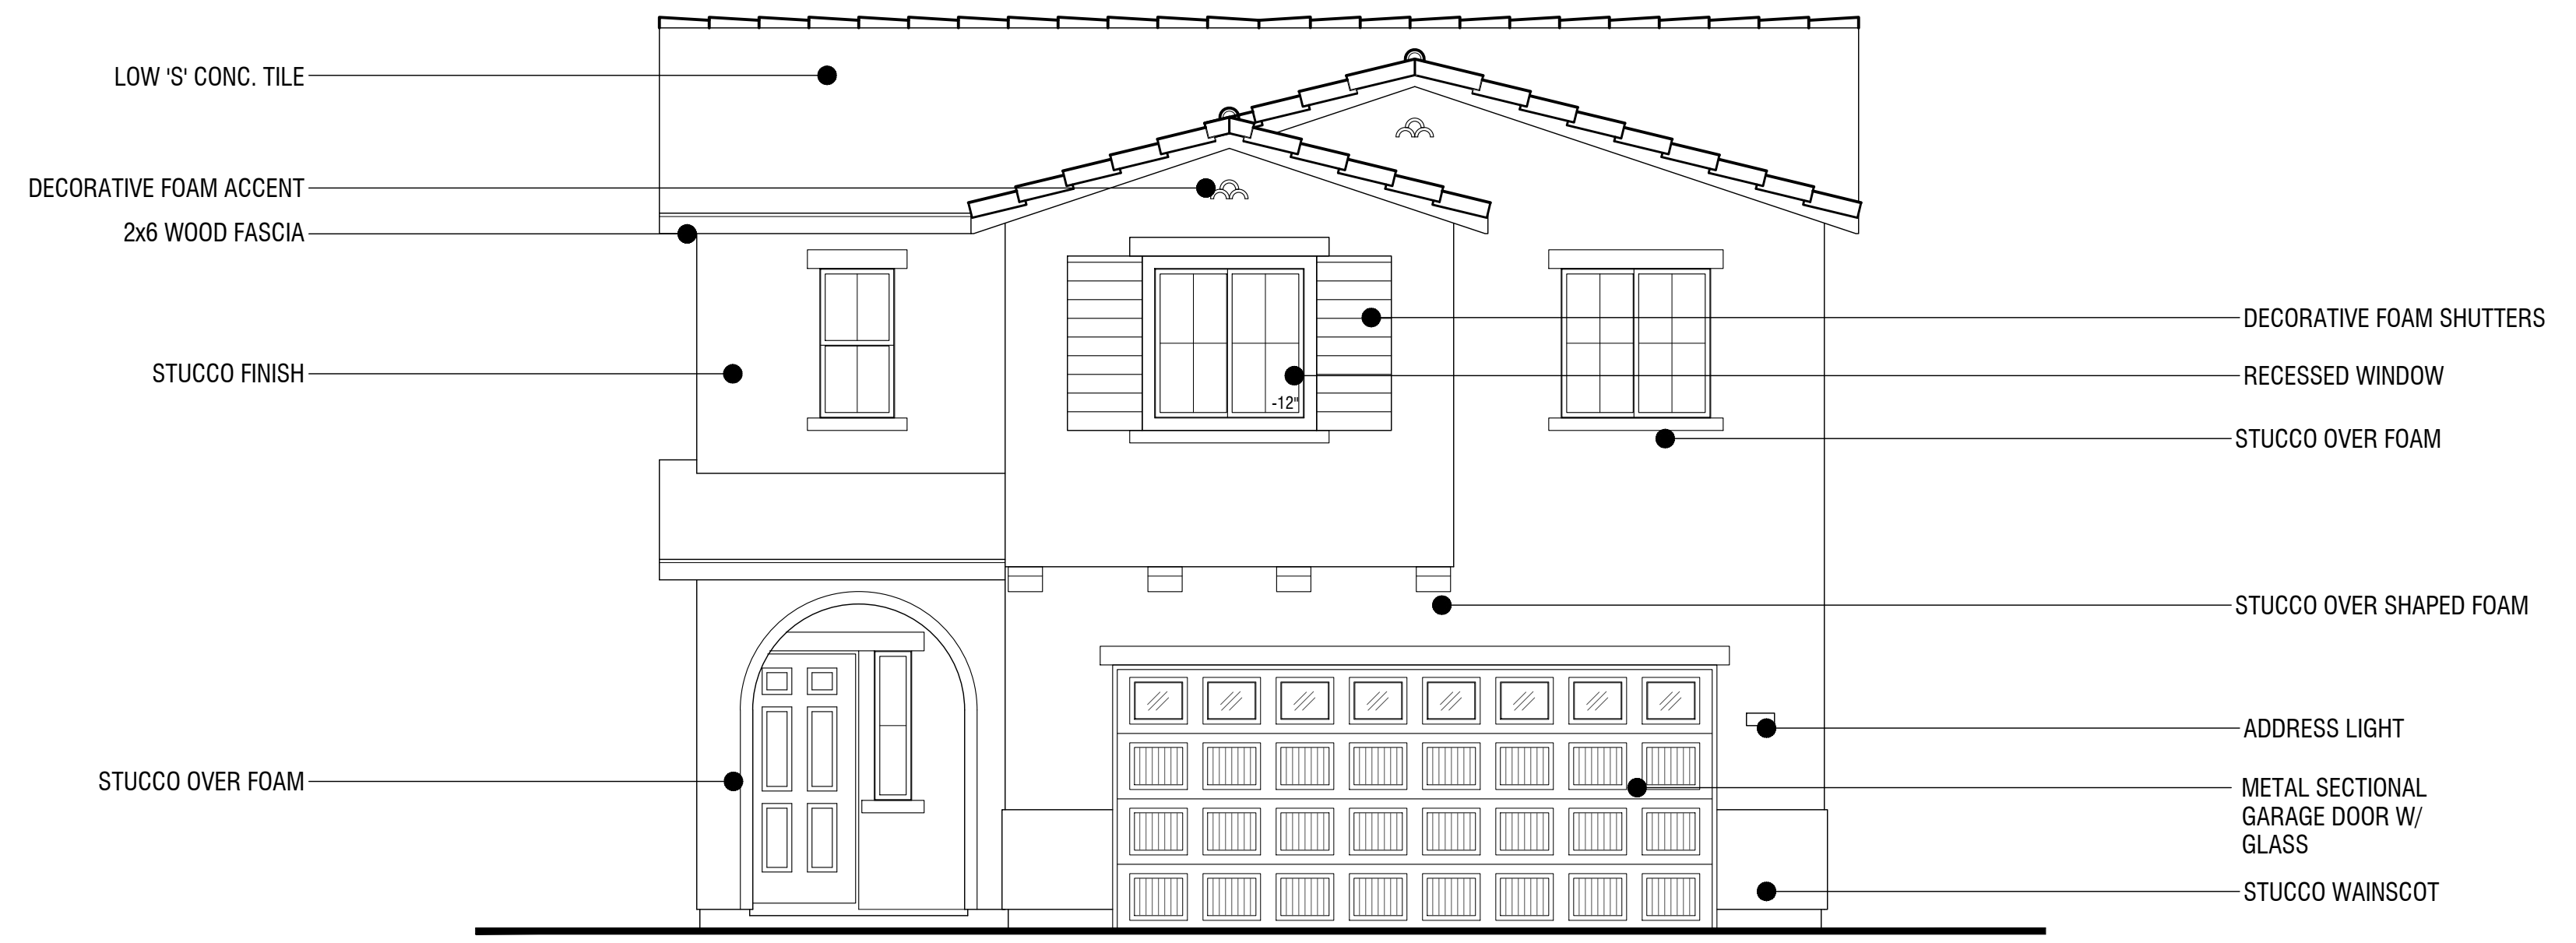 LOW 'S' CONC. TILE
DECORATIVE FOAM ACCENT
2x6 WOOD FASCIA
STUCCO FINISH
STUCCO OVER FOAM
-12"
DECORATIVE FOAM SHUTTERS
RECESSED WINDOW
STUCCO OVER FOAM
STUCCO OVER SHAPED FOAM
ADDRESS LIGHT
METAL SECTIONAL
GARAGE DOOR W/
GLASS
STUCCO WAINSCOT